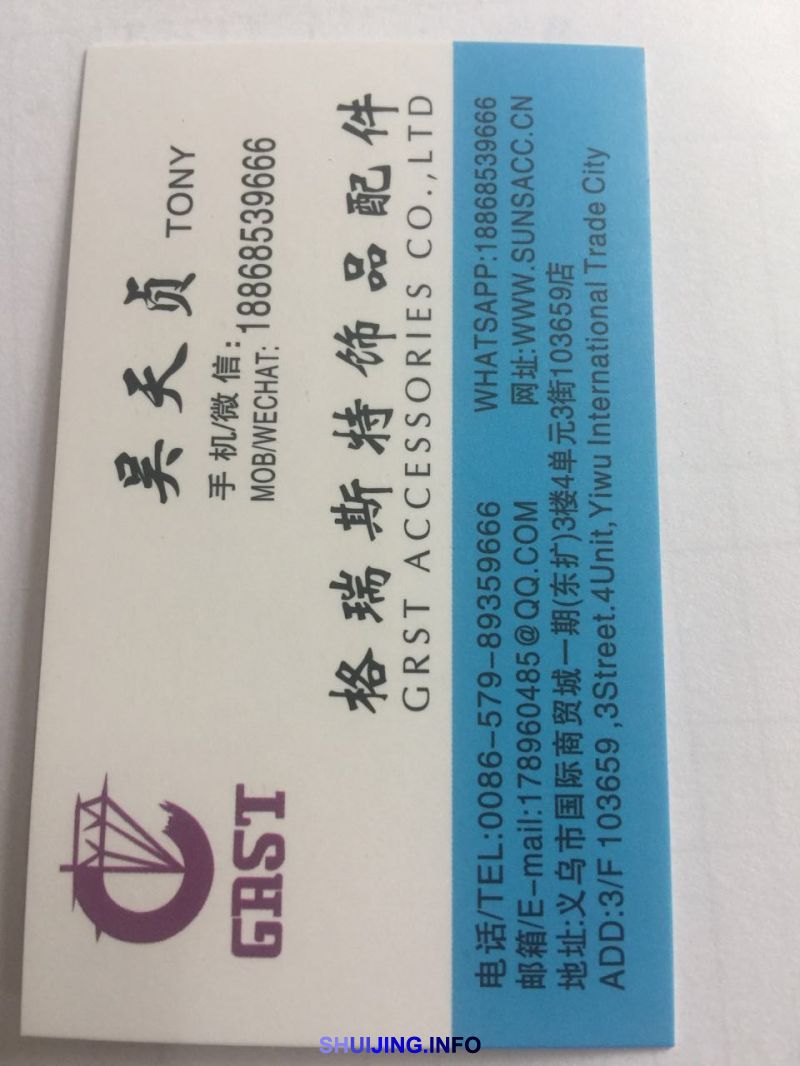 吴天贞 TONY
手机/微信:
MOB/WECHAT: 18868539666
GRST
格瑞斯特饰品配件
GRST ACCESSORIES CO.,LTD
电话/TEL:0086-579-89359666 WHATSAPP:18868539666
邮箱/E-mail:178960485@QQ.COM 网址:WWW.SUNSACC.CN
地址:义乌市国际商贸城一期(东扩)3楼4单元3街103659店
ADD:3/F 103659 ,3Street.4Unit,Yiwu International Trade City
SHUIJING.INFO